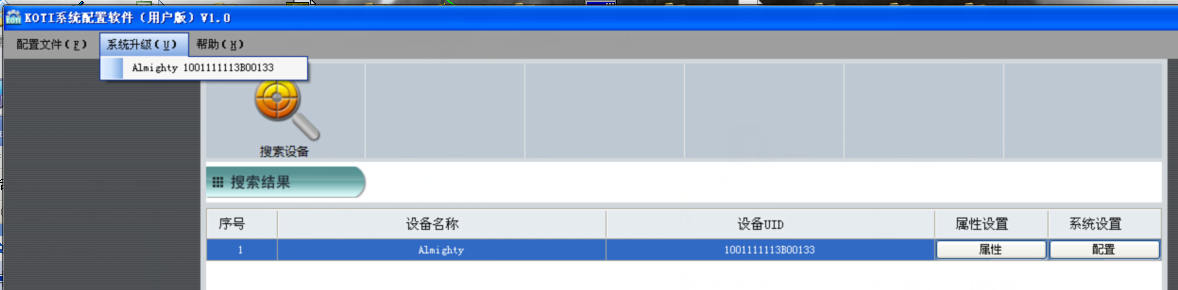 KOTI系统配置软件（用户版）V1.0
配置文件(F) 系统升级(U) 帮助(H)
Almighty 1001111113B00133
搜索设备
搜索结果
序号 设备名称 设备UID 属性设置 系统设置
1 Almighty 1001111113B00133 属性 配置